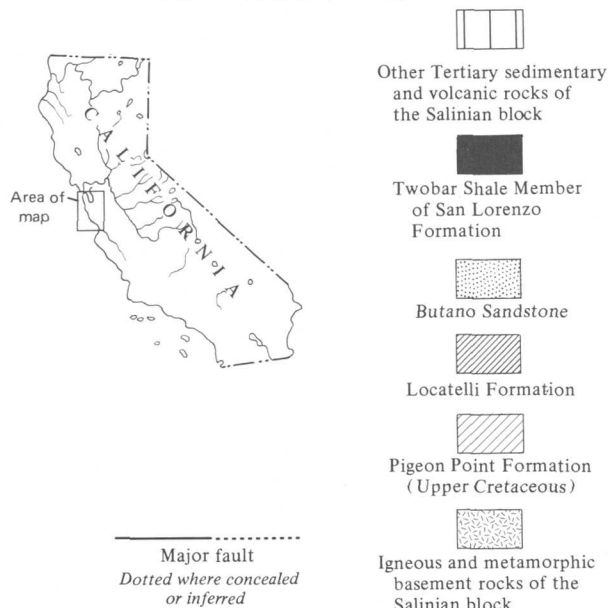 Other Tertiary sedimentary
and volcanic rocks of
the Salinian block
Twobar Shale Member
of San Lorenzo
Formation
Butano Sandstone
Locatelli Formation
Pigeon Point Formation
(Upper Cretaceous)
Igneous and metamorphic
basement rocks of the
Salinian block
CALIFORNIA
Area of
map
Major fault
Dotted where concealed
or inferred